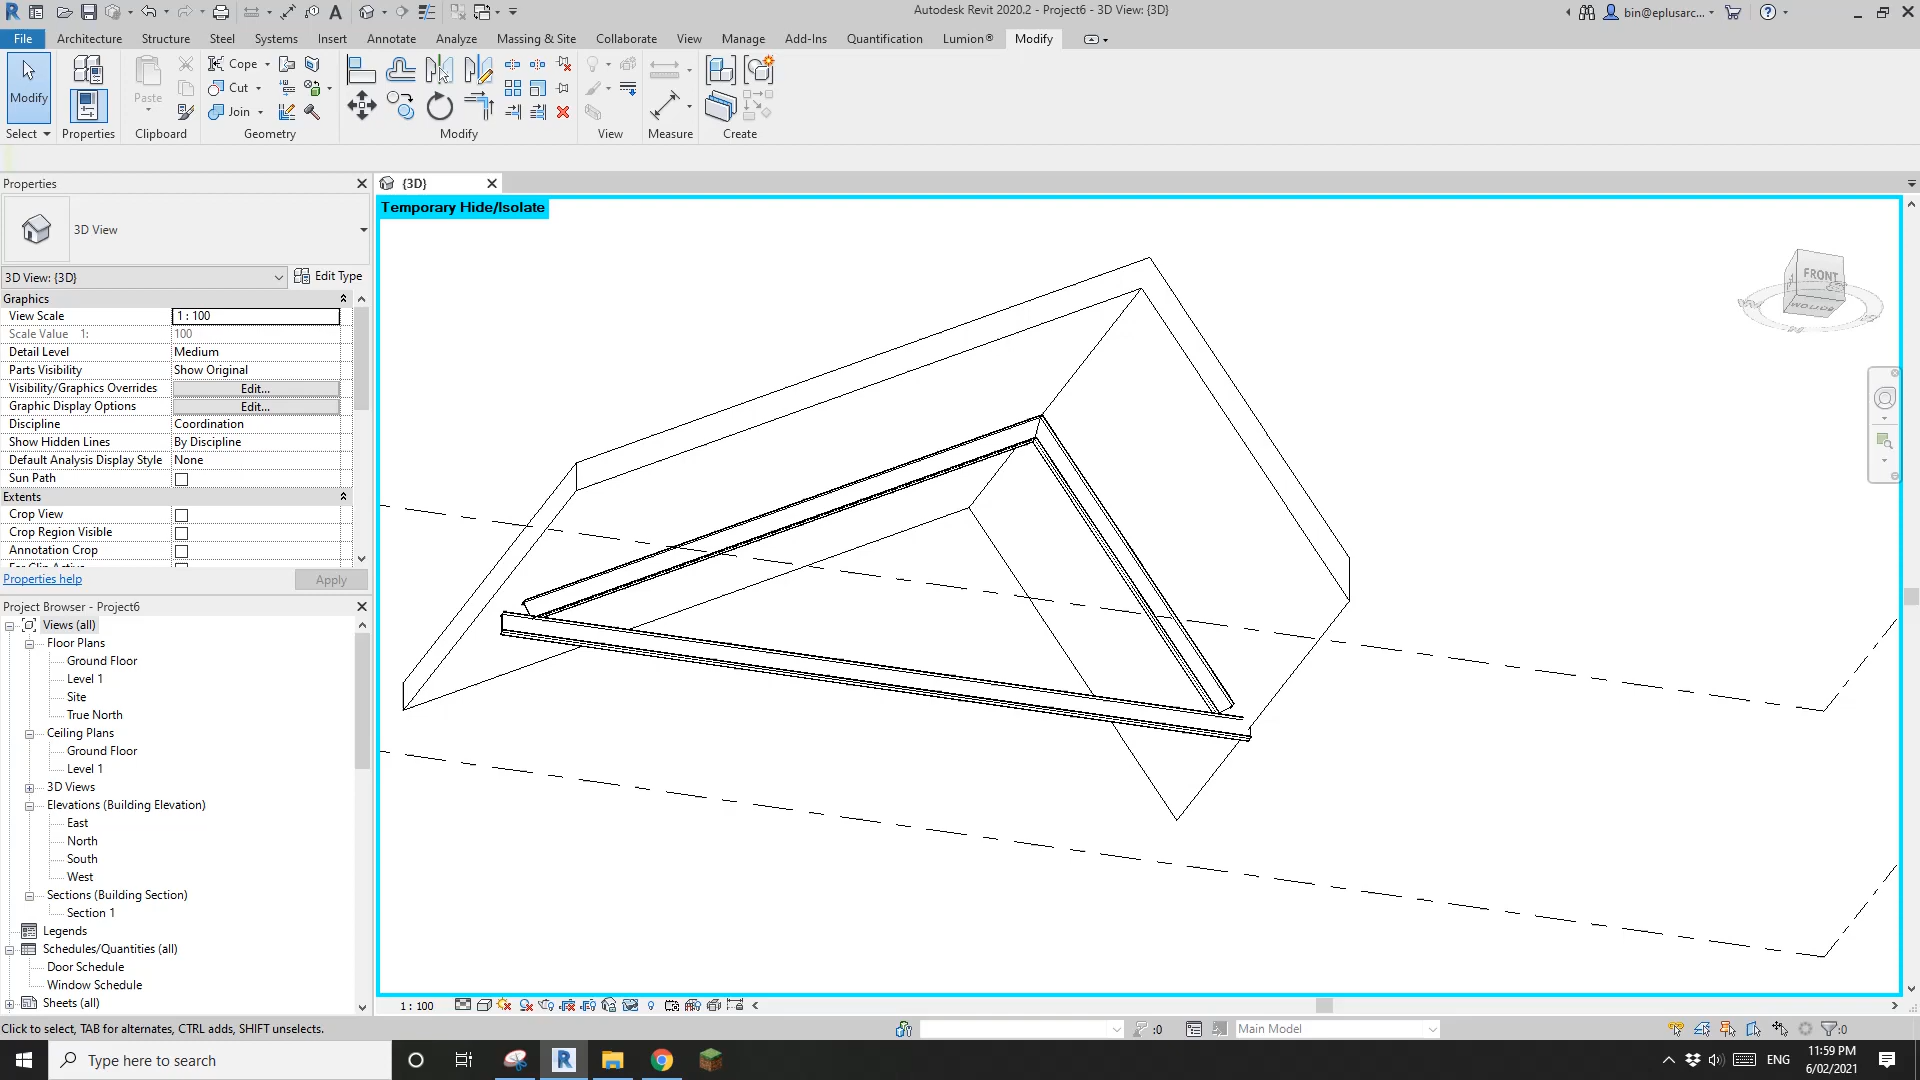 Autodesk Revit 2020.2 - Project6 - 3D View: {3D}
bin@eplusarc...
File
Architecture
Structure
Steel
Systems
Insert
Annotate
Analyze
Massing & Site
Collaborate
View
Manage
Add-Ins
Quantification
Lumion®
Modify
Modify
Paste
Cope
Cut
Join
Select
Properties
Clipboard
Geometry
Modify
View
Measure
Create
Properties
3D View
3D View: {3D}
Edit Type
Graphics
View Scale 1 : 100
Scale Value 1: 100
Detail Level Medium
Parts Visibility Show Original
Visibility/Graphics Overrides Edit...
Graphic Display Options Edit...
Discipline Coordination
Show Hidden Lines By Discipline
Default Analysis Display Style None
Sun Path
Extents
Crop View
Crop Region Visible
Annotation Crop
Properties help
Apply
Project Browser - Project6
Views (all)
Floor Plans
Ground Floor
Level 1
Site
True North
Ceiling Plans
Ground Floor
Level 1
3D Views
Elevations (Building Elevation)
East
North
South
West
Sections (Building Section)
Section 1
Legends
Schedules/Quantities (all)
Door Schedule
Window Schedule
Sheets (all)
{3D}
Temporary Hide/Isolate
FRONT
BOTTOM
1 : 100
Click to select, TAB for alternates, CTRL adds, SHIFT unselects.
:0
Main Model
:0
Type here to search
ENG
11:59 PM
6/02/2021